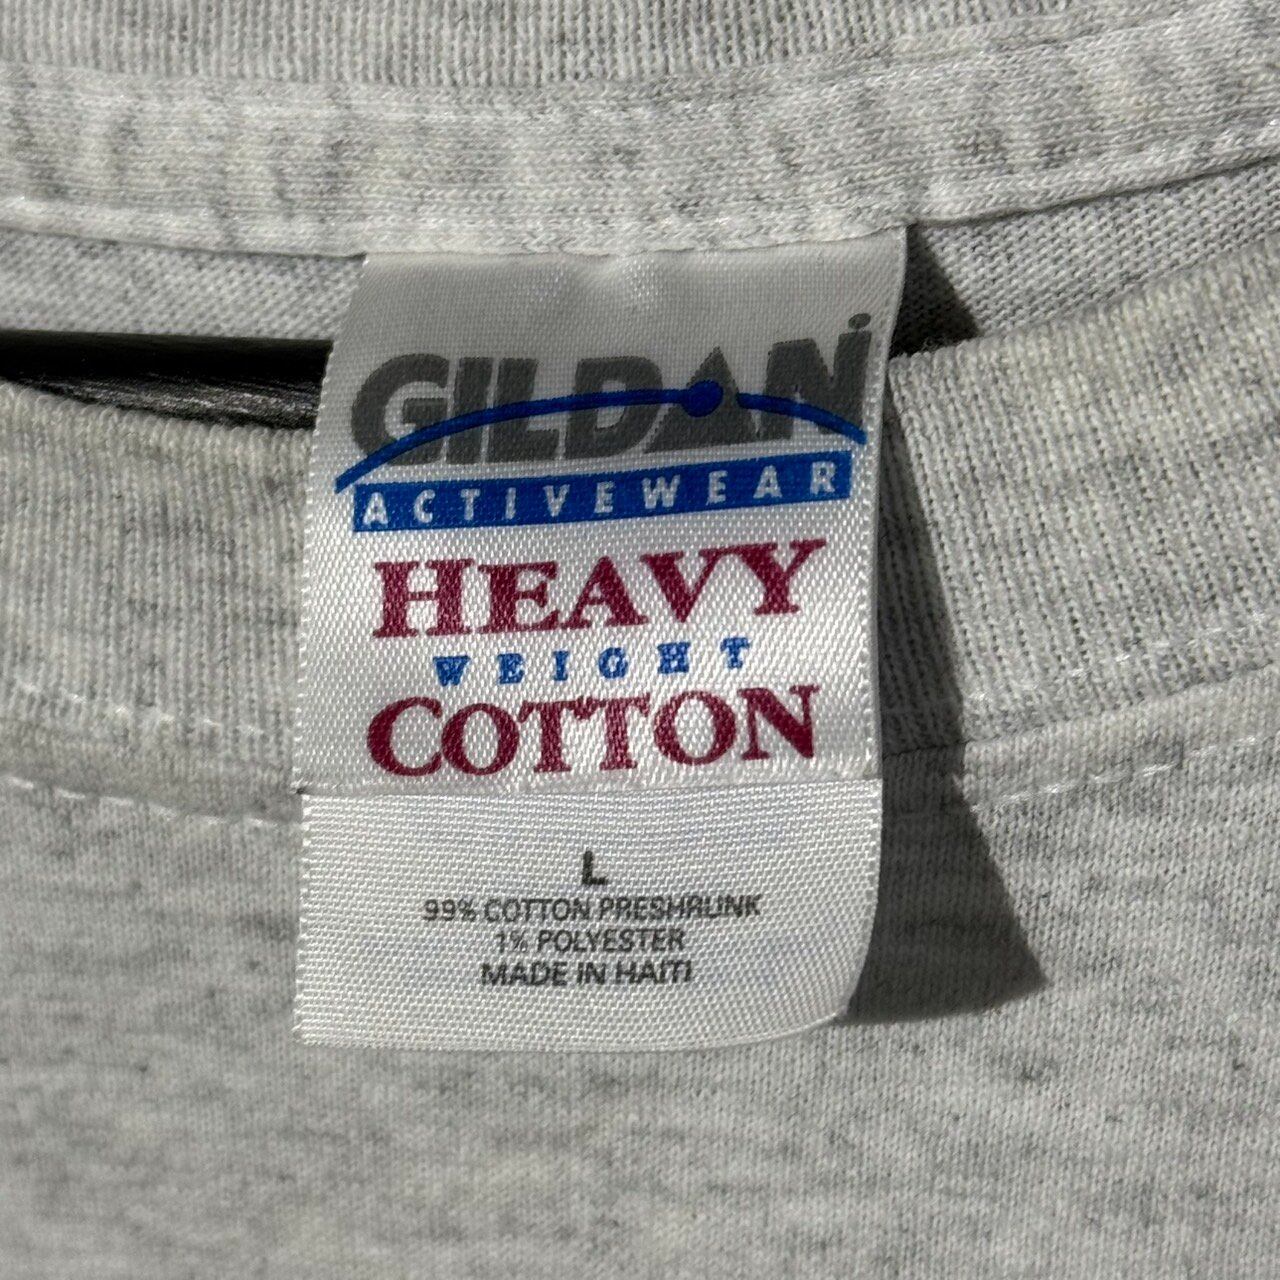 GILDAN
ACTIVEWEAR
HEAVY
WEIGHT
COTTON
L
99% COTTON PRESHRUNK
1% POLYESTER
MADE IN HAITI